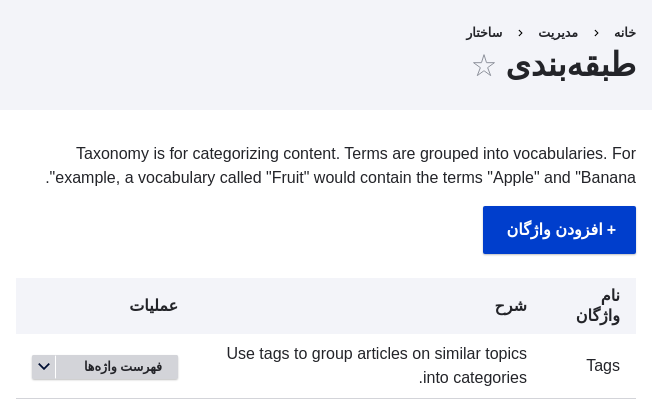 خانه › مدیریت › ساختار
طبقه‌بندی ☆
Taxonomy is for categorizing content. Terms are grouped into vocabularies. For
example, a vocabulary called "Fruit" would contain the terms "Apple" and "Banana".
+ افزودن واژگان
نام واژگان	شرح	عملیات
Tags	Use tags to group articles on similar topics	فهرست واژه‌ها
into categories.